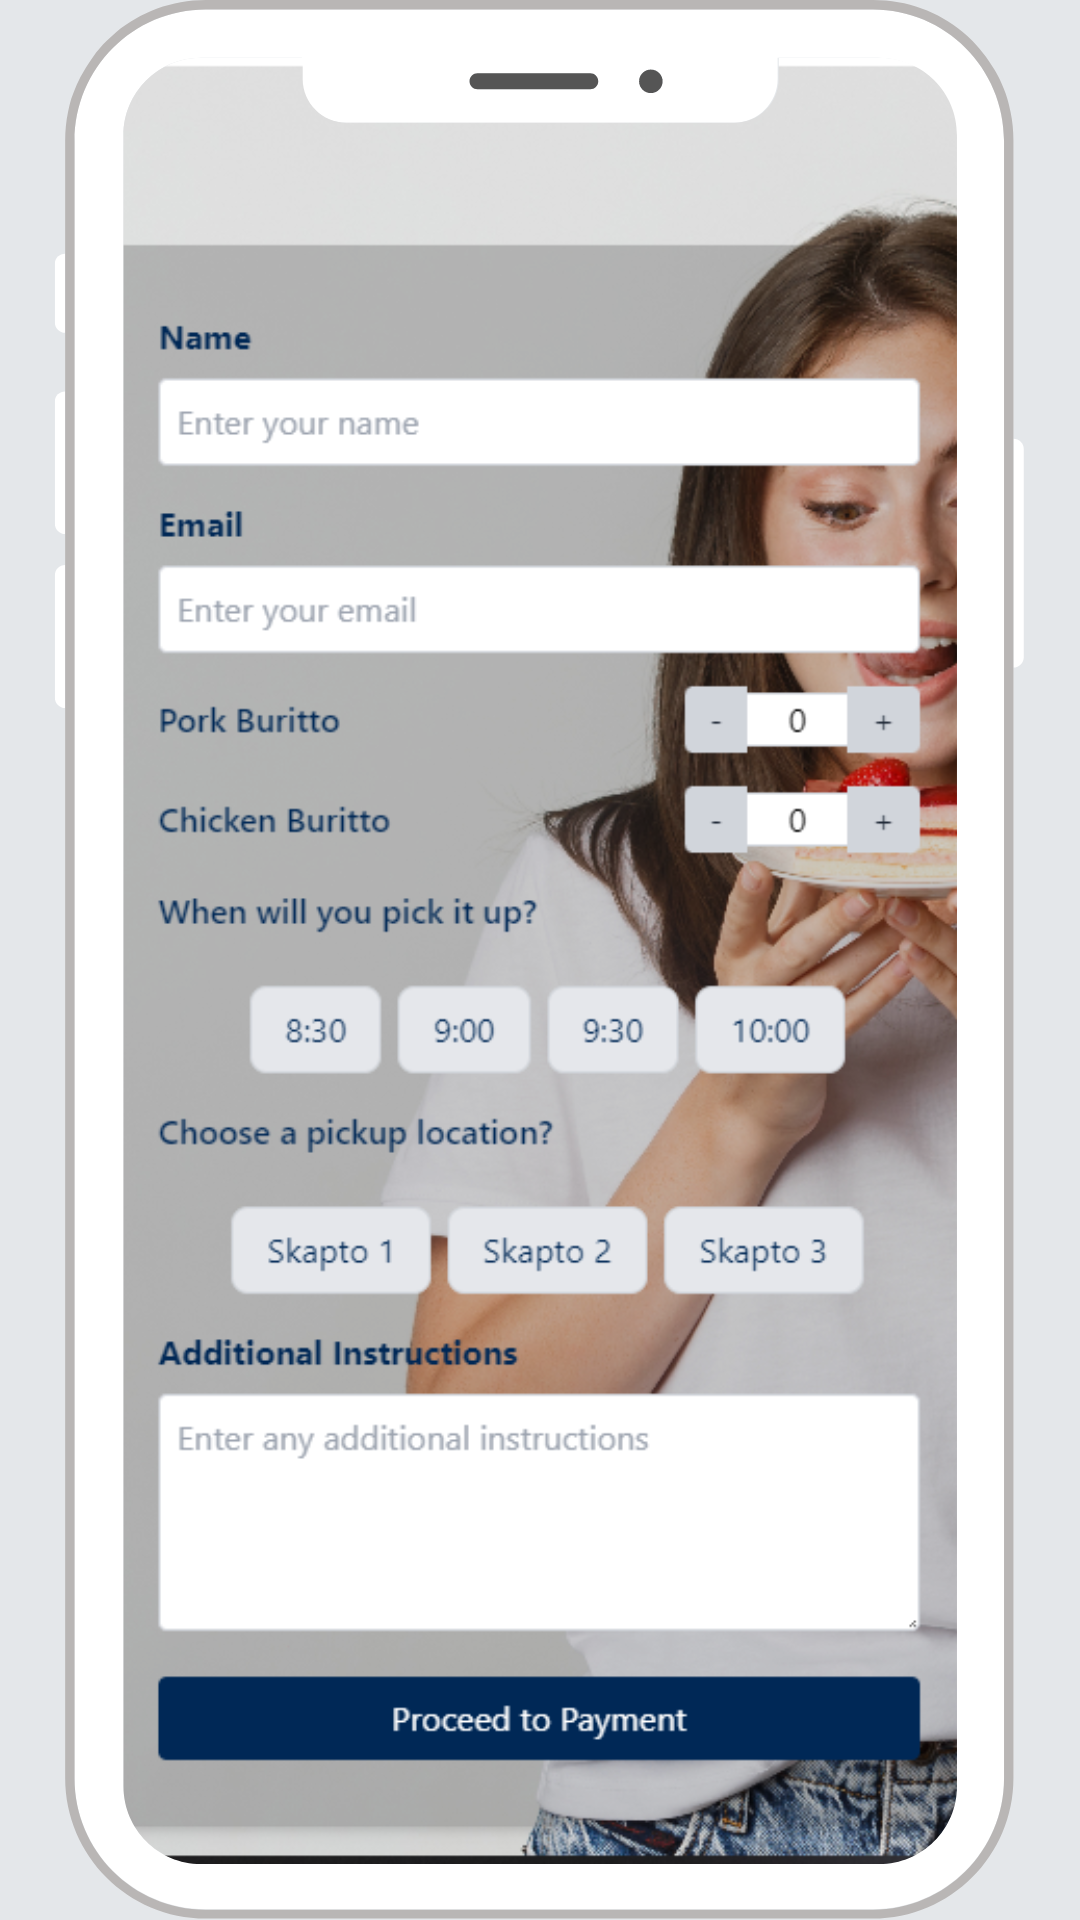 Name
Enter your name
Email
Enter your email
Pork Buritto - 0 +
Chicken Buritto - 0 +
When will you pick it up?
8:30 9:00 9:30 10:00
Choose a pickup location?
Skapto 1 Skapto 2 Skapto 3
Additional Instructions
Enter any additional instructions
Proceed to Payment